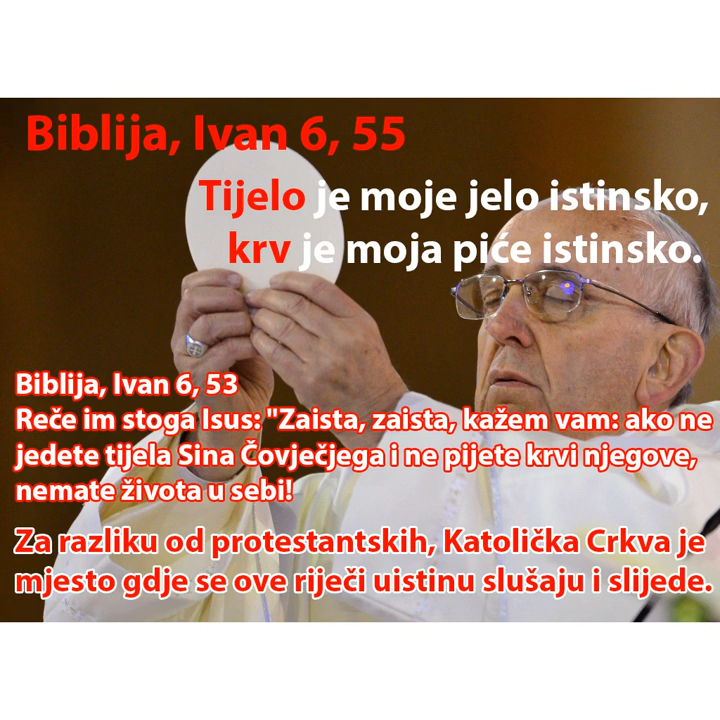 Biblija, Ivan 6, 55
Tijelo je moje jelo istinsko,
krv je moja piće istinsko.
Biblija, Ivan 6, 53
Reče im stoga Isus: "Zaista, zaista, kažem vam: ako ne
jedete tijela Sina Čovječjega i ne pijete krvi njegove,
nemate života u sebi!
Za razliku od protestantskih, Katolička Crkva je
mjesto gdje se ove riječi uistinu slušaju i slijede.